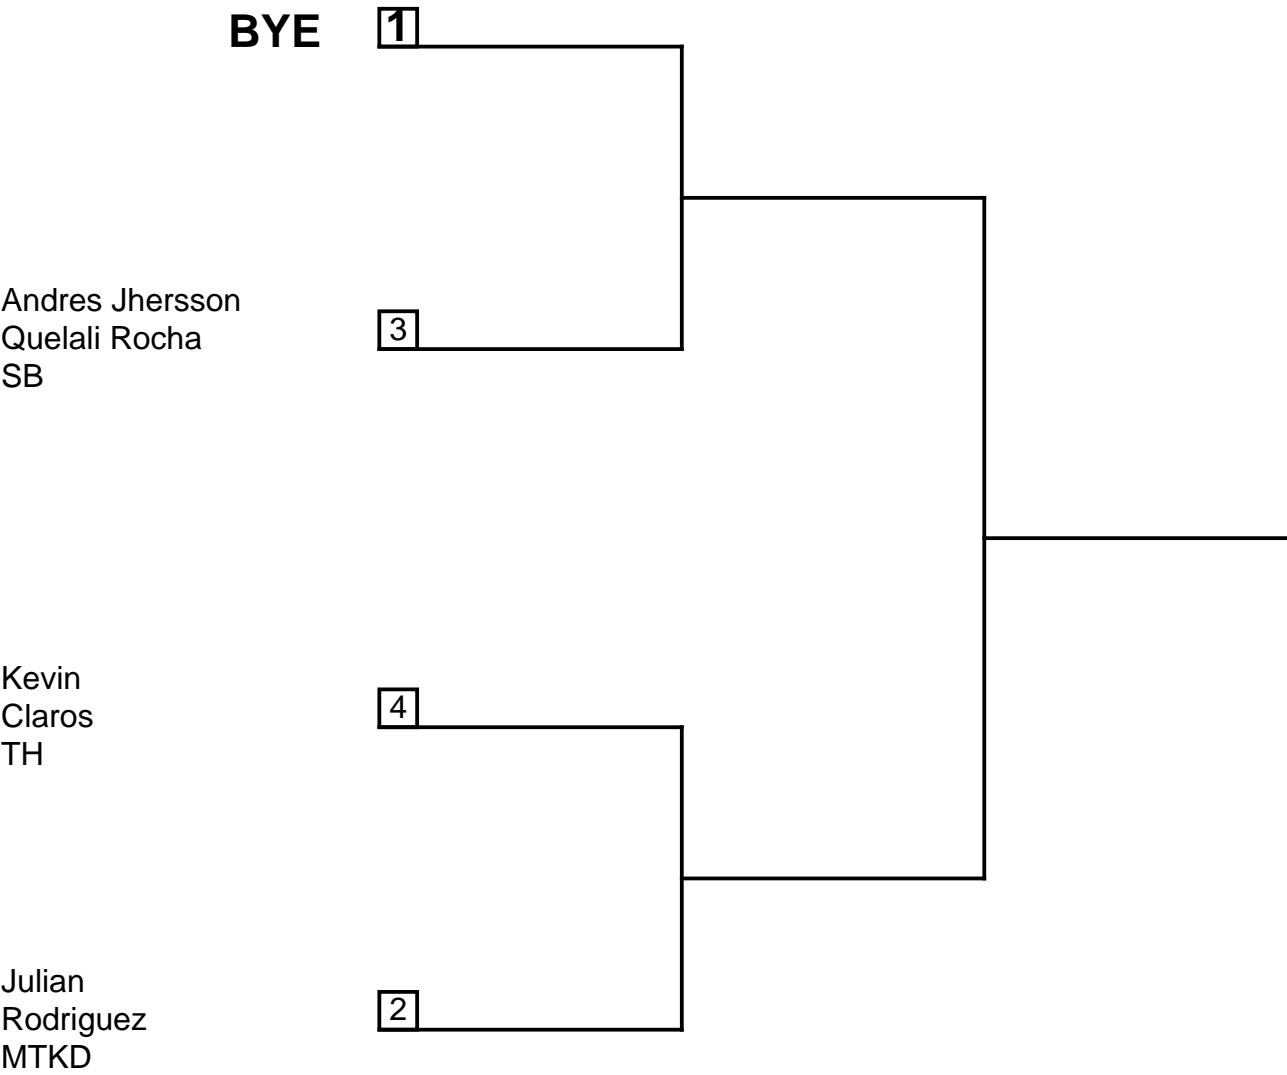 BYE 1
Andres Jhersson
Quelali Rocha
SB
3
Kevin
Claros
TH
4
Julian
Rodriguez
MTKD
2